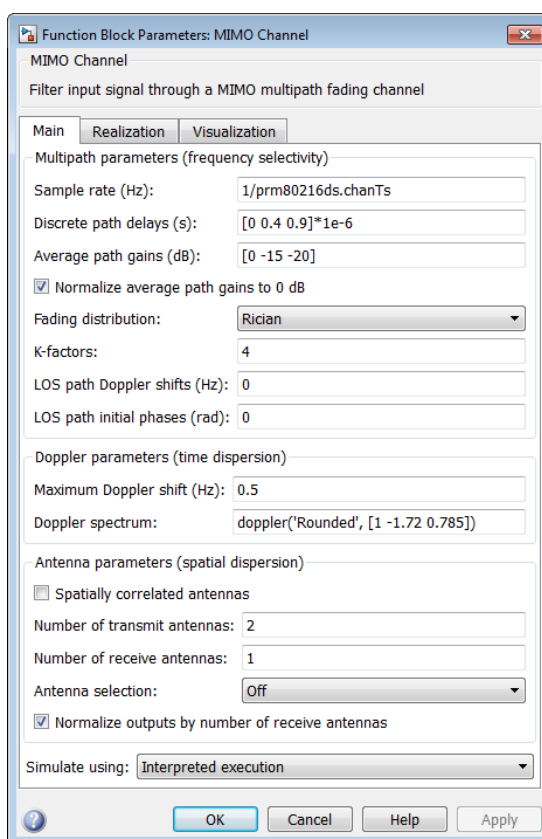 Function Block Parameters: MIMO Channel
MIMO Channel
Filter input signal through a MIMO multipath fading channel
Main Realization Visualization
Multipath parameters (frequency selectivity)
Sample rate (Hz): 1/prm80216ds.chanTs
Discrete path delays (s): [0 0.4 0.9]*1e-6
Average path gains (dB): [0 -15 -20]
Normalize average path gains to 0 dB
Fading distribution: Rician
K-factors: 4
LOS path Doppler shifts (Hz): 0
LOS path initial phases (rad): 0
Doppler parameters (time dispersion)
Maximum Doppler shift (Hz): 0.5
Doppler spectrum: doppler('Rounded', [1 -1.72 0.785])
Antenna parameters (spatial dispersion)
Spatially correlated antennas
Number of transmit antennas: 2
Number of receive antennas: 1
Antenna selection: Off
Normalize outputs by number of receive antennas
Simulate using: Interpreted execution
OK Cancel Help Apply